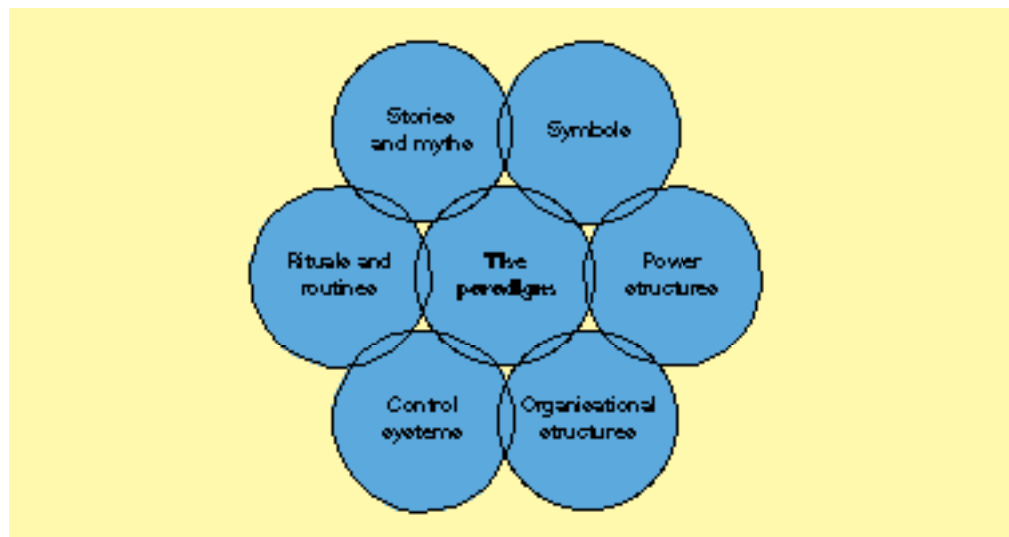 Stories
and myths
Symbols
Rituals and
routines
The
paradigm
Power
structures
Control
systems
Organisational
structures